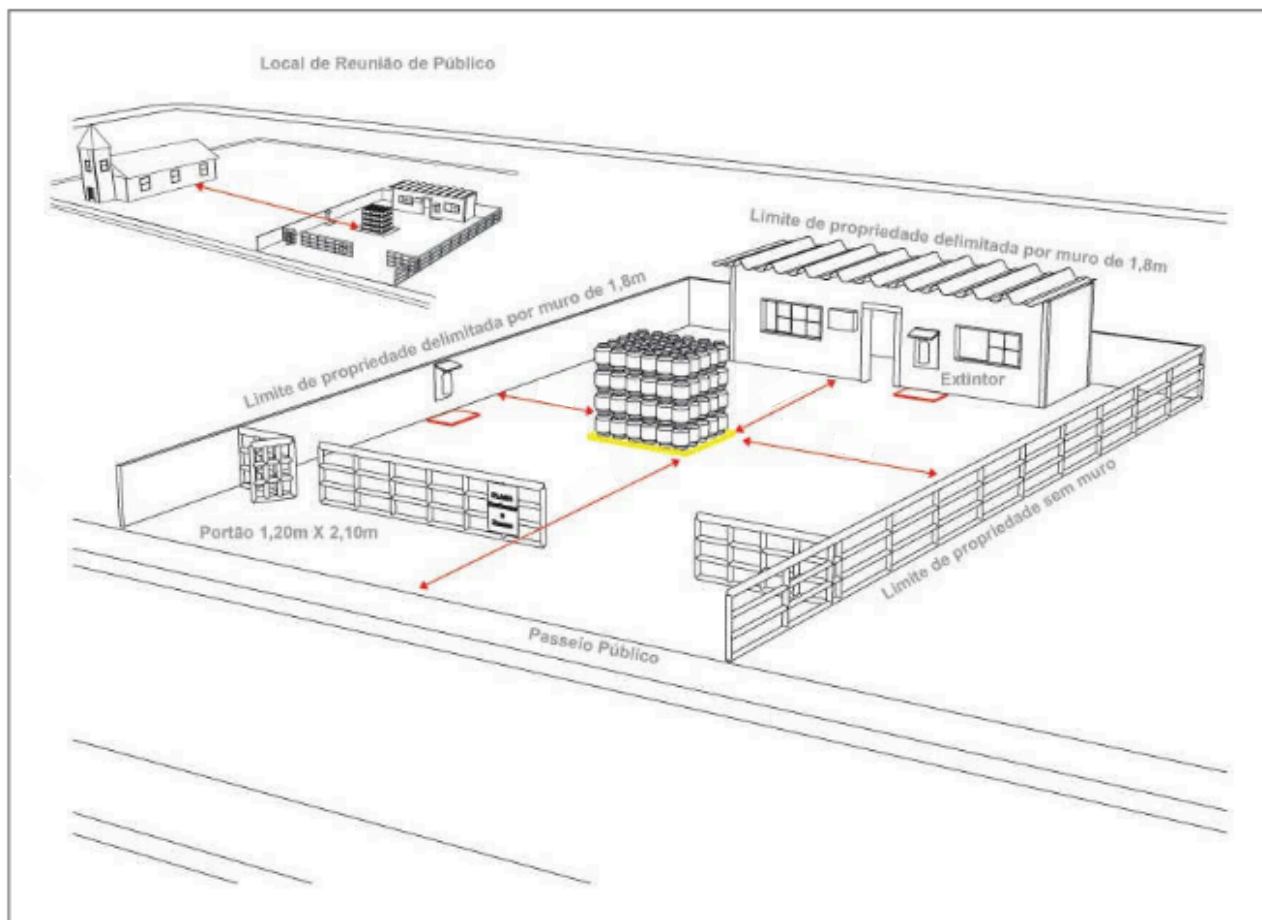 Local de Reunião de Público
Limite de propriedade delimitada por muro de 1,8m
Limite de propriedade delimitada por muro de 1,8m
Extintor
Portão 1,20m X 2,10m
Limite de propriedade sem muro
Passeio Público